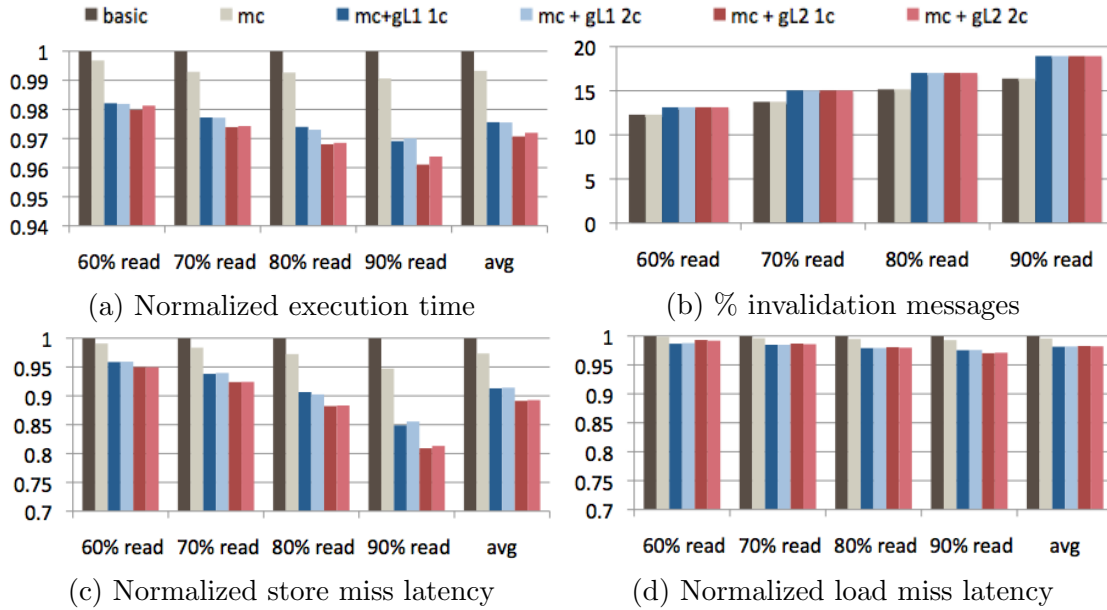 basic mc mc+gL1 1c mc + gL1 2c mc + gL2 1c mc + gL2 2c
1
0.99
0.98
0.97
0.96
0.95
0.94
60% read 70% read 80% read 90% read avg
(a) Normalized execution time
20
15
10
5
0
60% read 70% read 80% read 90% read
(b) % invalidation messages
1
0.95
0.9
0.85
0.8
0.75
0.7
60% read 70% read 80% read 90% read avg
(c) Normalized store miss latency
1
0.95
0.9
0.85
0.8
0.75
0.7
60% read 70% read 80% read 90% read avg
(d) Normalized load miss latency